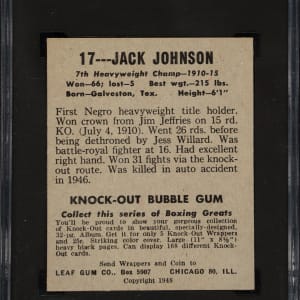 17---JACK JOHNSON
7th Heavyweight Champ—1910-15
Won—66; lost—5 Best wgt.—215 lbs.
Born—Galveston, Tex. Height—6'1"
First Negro heavyweight title holder.
Won crown from Jim Jeffries on 15 rd.
KO. (July 4, 1910). Went 26 rds. before
being dethroned by Jess Willard. Was
battle-royal fighter at 16. Had excellent
right hand. Won 31 fights via the knock-
out route. Was killed in auto accident
in 1946.
KNOCK-OUT BUBBLE GUM
Collect this series of Boxing Greats
You'll be proud to show your gorgeous collection
of Knock-Out cards in beautiful, specially-designed,
32-pg. Album. Get it for only 5 Knock-Out Wrappers
and 25c. Striking color cover. Large (11" x 8½")
heavy black pages. Can display 168 different Knock-
Out cards.
Send Wrappers and Coin to
LEAF GUM CO. Box 5907 CHICAGO 80, ILL.
Copyright 1948